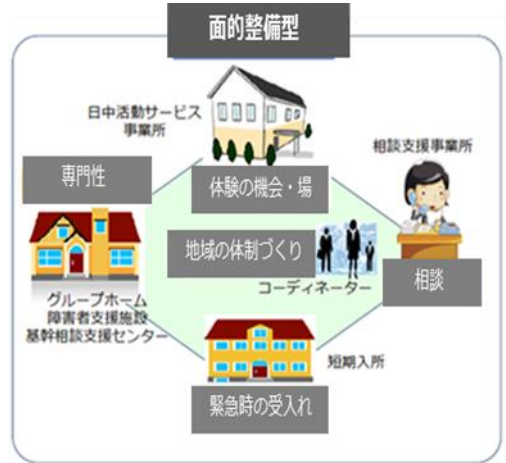 面的整備型
日中活動サービス
事業所
相談支援事業所
専門性
体験の機会・場
地域の体制づくり
コーディネーター
相談
グループホーム
障害者支援施設
基幹相談支援センター
短期入所
緊急時の受入れ